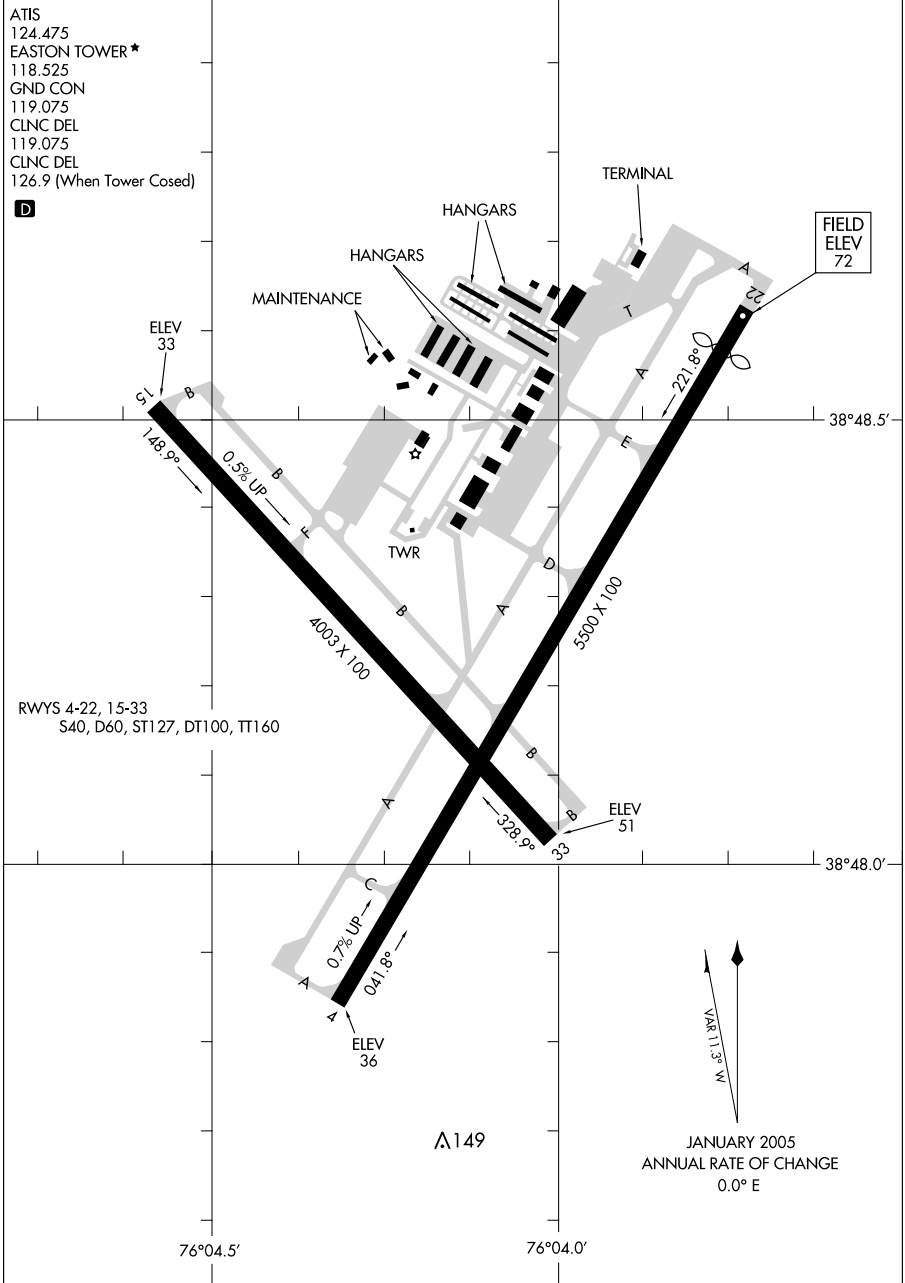 ATIS
124.475
EASTON TOWER ★
118.525
GND CON
119.075
CLNC DEL
119.075
CLNC DEL
126.9 (When Tower Cosed)
D
TERMINAL
HANGARS
HANGARS
MAINTENANCE
FIELD
ELEV
72
A
22
ELEV
33
T
15
B
A
221.8°
38°48.5'
148.9°
0.5% UP
B
E
F
TWR
D
B
A
5500 X 100
4003 X 100
RWYS 4-22, 15-33
S40, D60, ST127, DT100, TT160
B
A
B
ELEV
51
328.9°
33
38°48.0'
C
0.7% UP
041.8°
A
4
ELEV
36
VAR 11.3° W
149
JANUARY 2005
ANNUAL RATE OF CHANGE
0.0° E
76°04.5'
76°04.0'